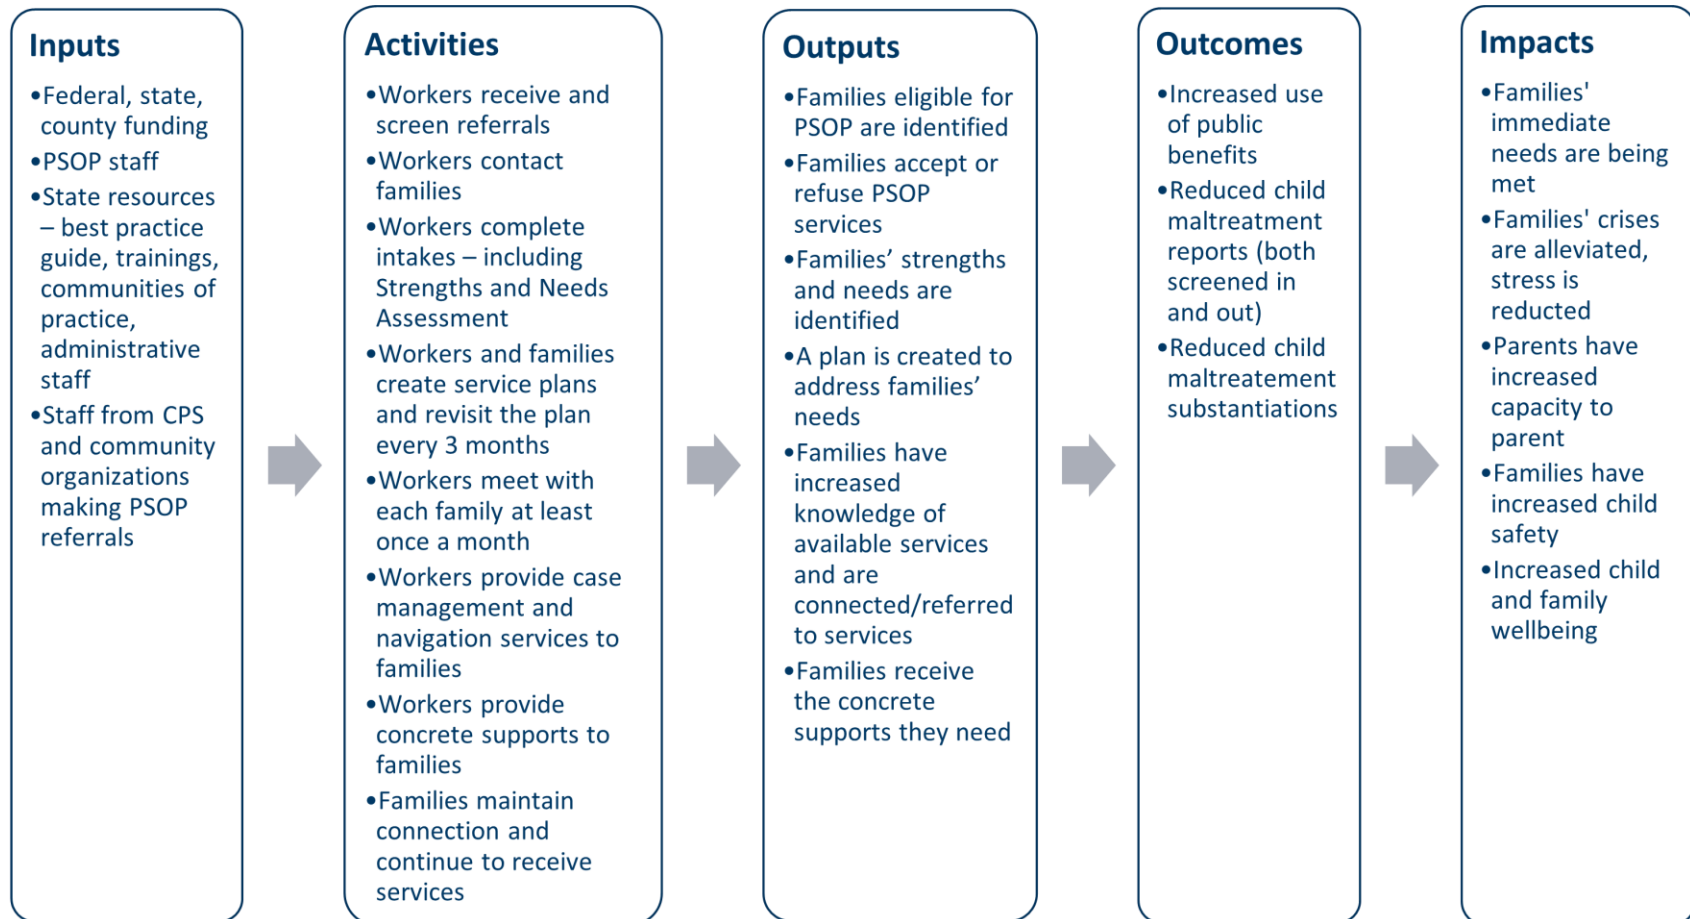 Inputs
•Federal, state,
county funding
•PSOP staff
•State resources
– best practice
guide, trainings,
communities of
practice,
administrative
staff
•Staff from CPS
and community
organizations
making PSOP
referrals
Activities
•Workers receive and
screen referrals
•Workers contact
families
•Workers complete
intakes – including
Strengths and Needs
Assessment
•Workers and families
create service plans
and revisit the plan
every 3 months
•Workers meet with
each family at least
once a month
•Workers provide case
management and
navigation services to
families
•Workers provide
concrete supports to
families
•Families maintain
connection and
continue to receive
services
Outputs
•Families eligible for
PSOP are identified
•Families accept or
refuse PSOP
services
•Families’ strengths
and needs are
identified
•A plan is created to
address families’
needs
•Families have
increased
knowledge of
available services
and are
connected/referred
to services
•Families receive
the concrete
supports they need
Outcomes
•Increased use
of public
benefits
•Reduced child
maltreatment
reports (both
screened in
and out)
•Reduced child
maltreatement
substantiations
Impacts
•Families'
immediate
needs are being
met
•Families' crises
are alleviated,
stress is
reducted
•Parents have
increased
capacity to
parent
•Families have
increased child
safety
•Increased child
and family
wellbeing